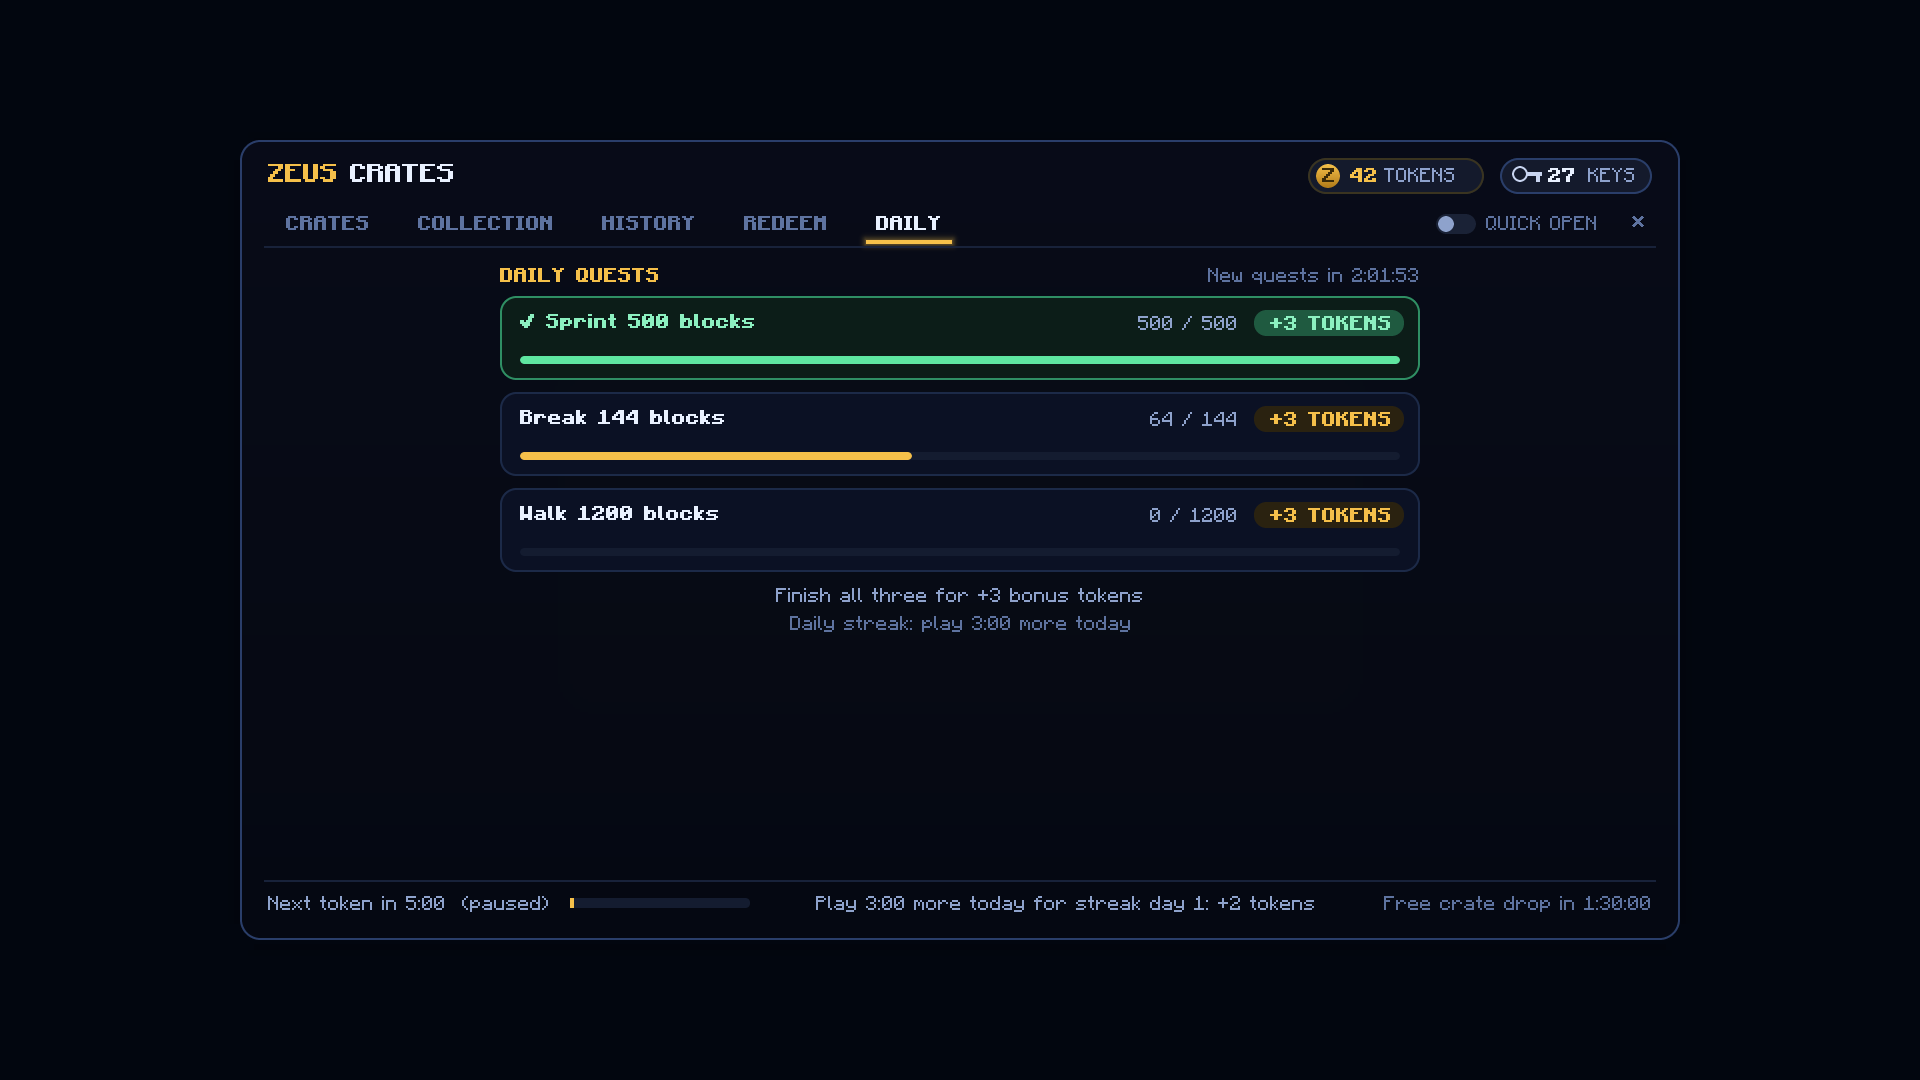 ZEUS CRATES
Z 42 TOKENS
27 KEYS
CRATES COLLECTION HISTORY REDEEM DAILY
QUICK OPEN ×
DAILY QUESTS
New quests in 2:01:53
✔ Sprint 500 blocks
500 / 500 +3 TOKENS
Break 144 blocks
64 / 144 +3 TOKENS
Walk 1200 blocks
0 / 1200 +3 TOKENS
Finish all three for +3 bonus tokens
Daily streak: play 3:00 more today
Next token in 5:00 (paused)
Play 3:00 more today for streak day 1: +2 tokens
Free crate drop in 1:30:00